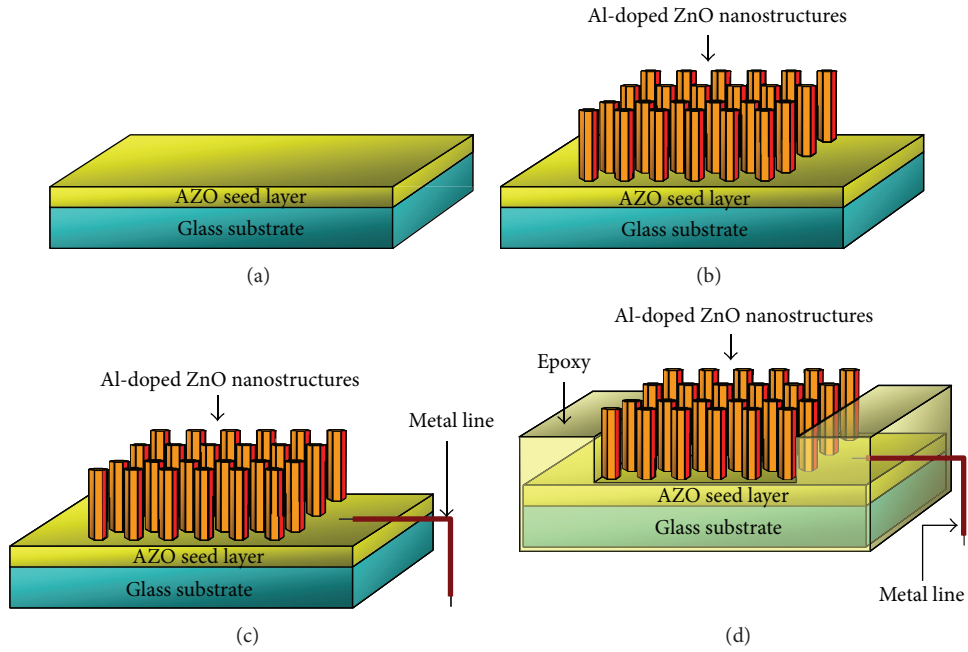 AZO seed layer
Glass substrate
(a)
Al-doped ZnO nanostructures
AZO seed layer
Glass substrate
(b)
Al-doped ZnO nanostructures
Metal line
AZO seed layer
Glass substrate
(c)
Al-doped ZnO nanostructures
Epoxy
AZO seed layer
Glass substrate
Metal line
(d)